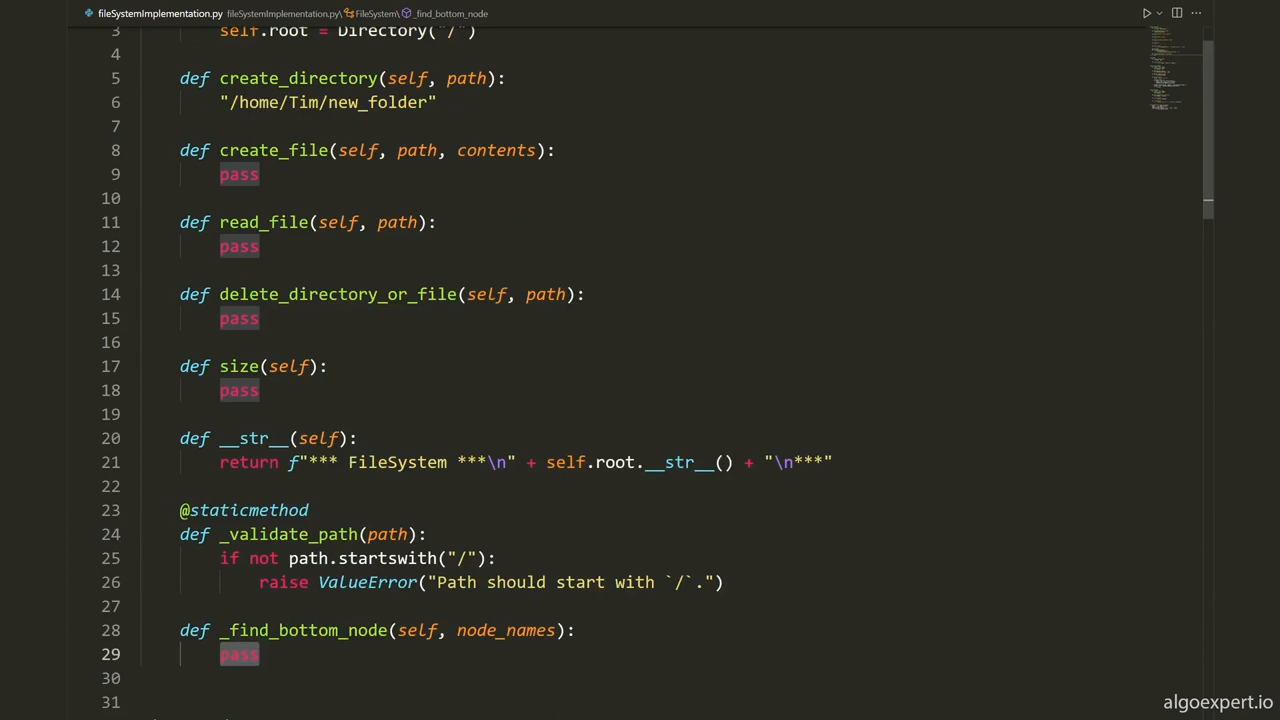 fileSystemImplementation.py fileSystemImplementation.py\FileSystem\_find_bottom_node
3 self.root = Directory("/")
4
5 def create_directory(self, path):
6 "/home/Tim/new_folder"
7
8 def create_file(self, path, contents):
9 pass
10
11 def read_file(self, path):
12 pass
13
14 def delete_directory_or_file(self, path):
15 pass
16
17 def size(self):
18 pass
19
20 def __str__(self):
21 return f"*** FileSystem ***\n" + self.root.__str__() + "\n***"
22
23 @staticmethod
24 def _validate_path(path):
25 if not path.startswith("/"):
26 raise ValueError("Path should start with `/`.")
27
28 def _find_bottom_node(self, node_names):
29 pass
30
31
algoexpert.io